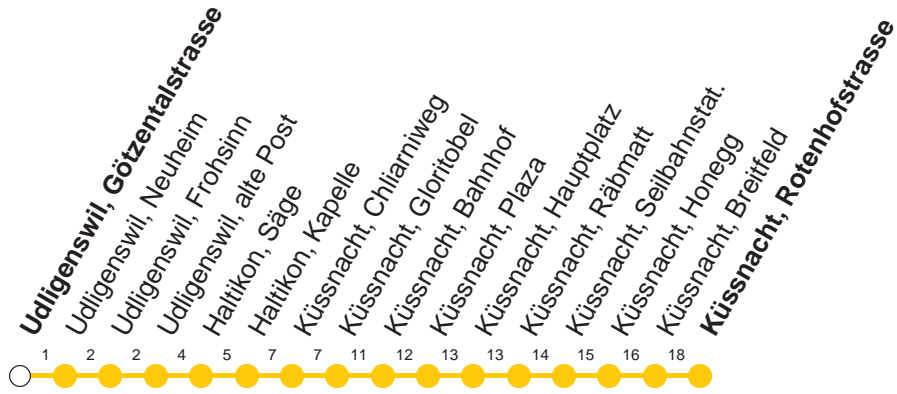 Udligenswil, Götzentalstrasse
Udligenswil, Neuheim
Udligenswil, Frohsinn
Udligenswil, alte Post
Haltikon, Säge
Haltikon, Kapelle
Küssnacht, Chliarniweg
Küssnacht, Gloritobel
Küssnacht, Bahnhof
Küssnacht, Plaza
Küssnacht, Hauptplatz
Küssnacht, Räbmatt
Küssnacht, Seilbahnstat.
Küssnacht, Honegg
Küssnacht, Breitfeld
Küssnacht, Rotenhofstrasse
1 2 2 4 5 7 7 11 12 13 13 14 15 16 18